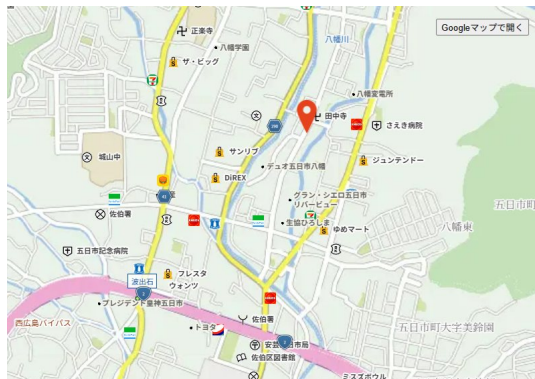 Googleマップで開く
正楽寺
八幡学園
八幡川
ザ・ビッグ
八幡変電所
田中寺
さえき病院
サンリブ
城山中
ジュンテンドー
デュオ五日市八幡
DiREX
グラン・シエロ五日市
リバービュー
五日市町
佐伯署
生協ひろしま
ゆめマート
八幡東
五日市記念病院
フレスタ
ウォンツ
波出石
プレジデント皇神五日市
西広島バイパス
トヨタ
佐伯署
五日市町大字美鈴園
佐伯区図書館
ミスズボウル